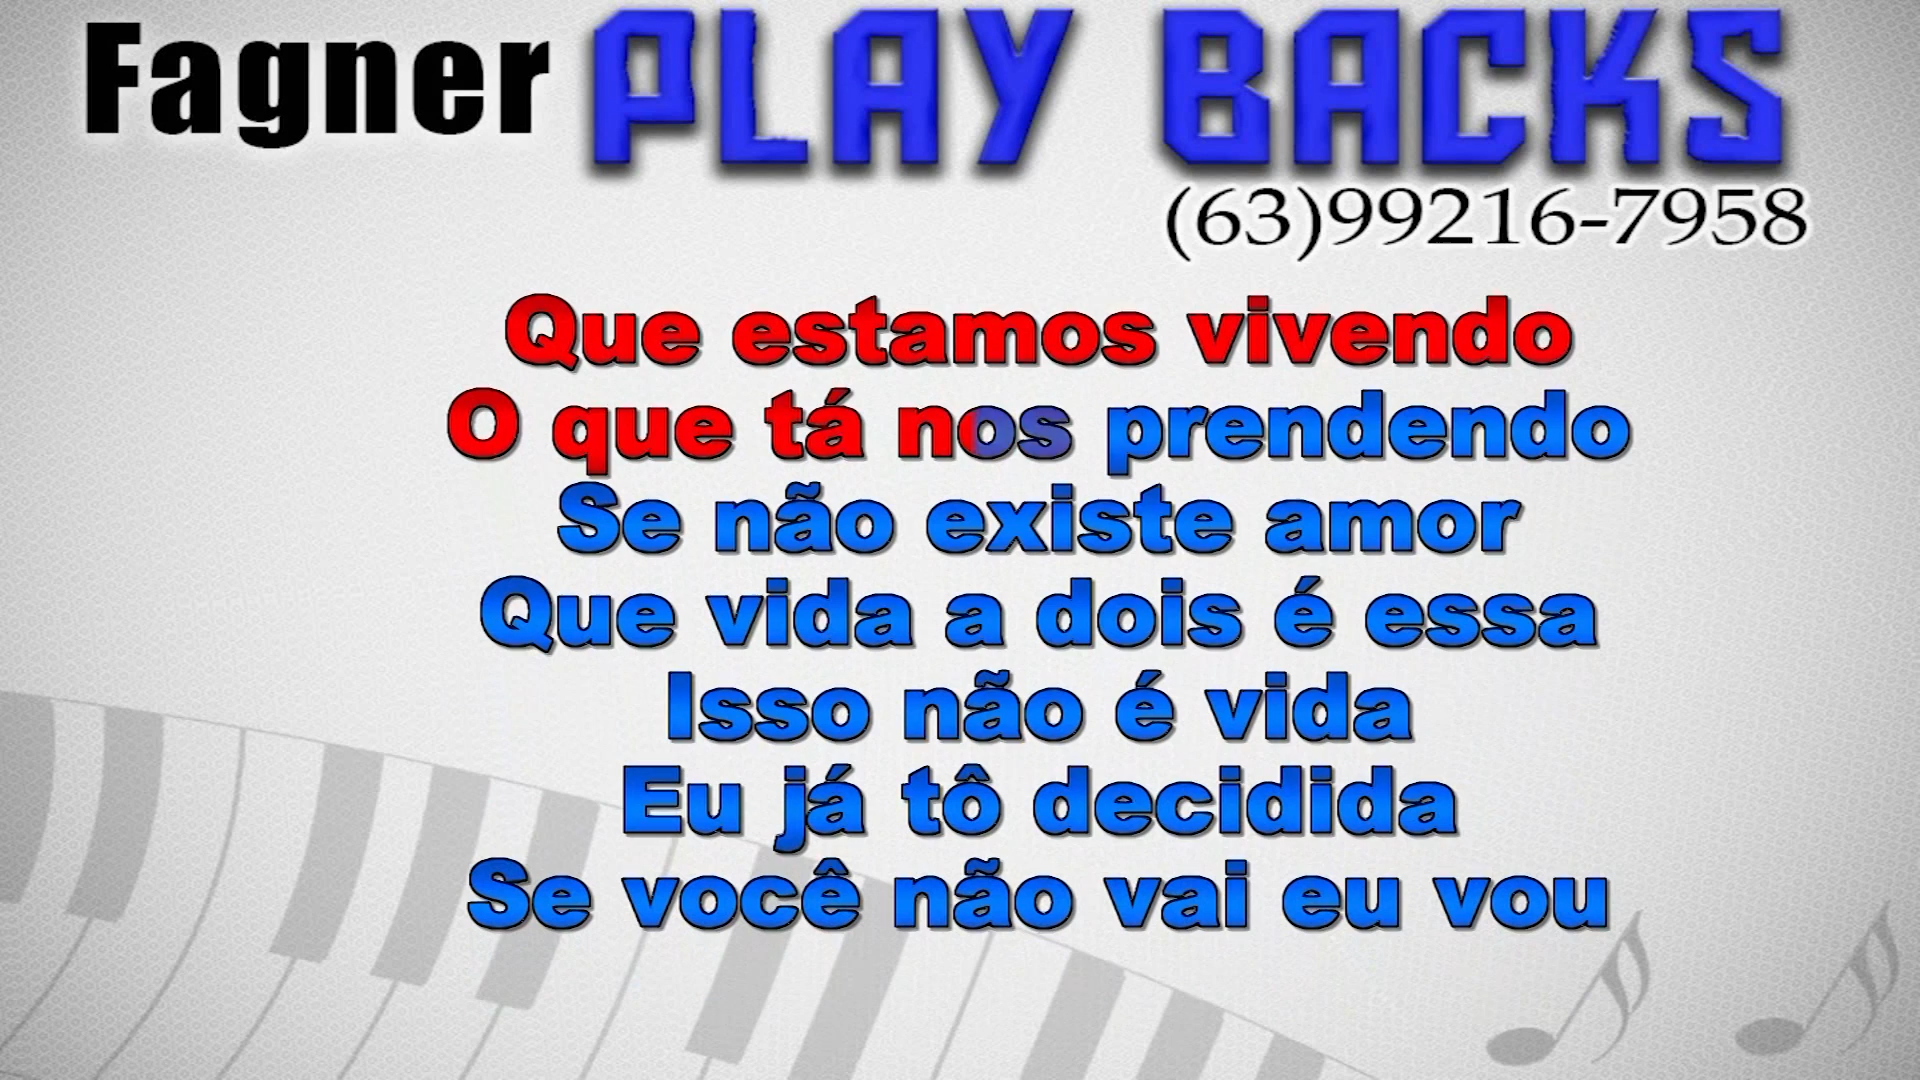 Fagner PLAY BACKS
(63)99216-7958
Que estamos vivendo
O que tá nos prendendo
Se não existe amor
Que vida a dois é essa
Isso não é vida
Eu já tô decidida
Se você não vai eu vou